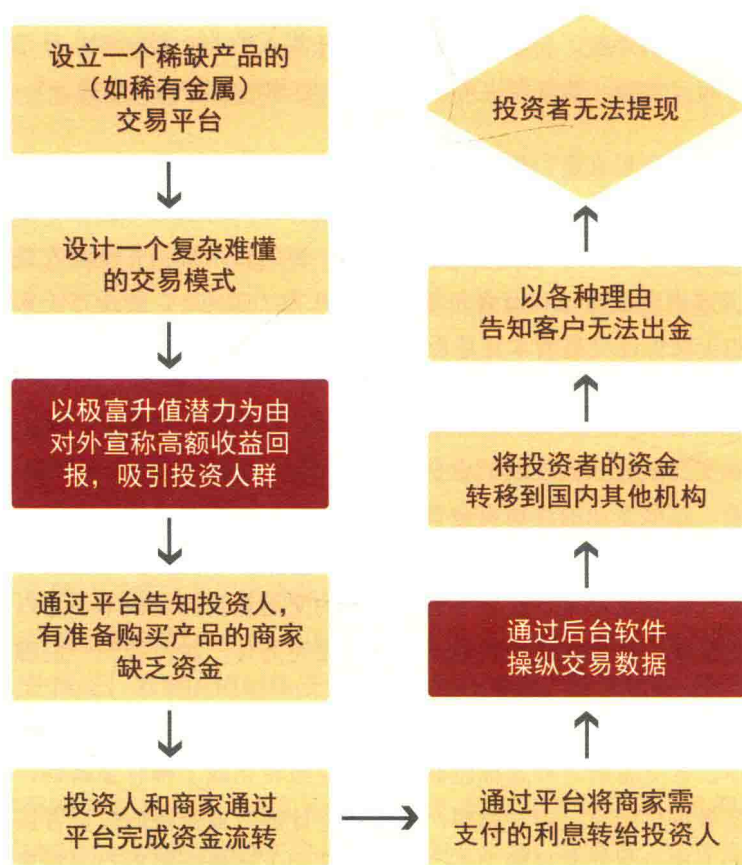 设立一个稀缺产品的
（如稀有金属）
交易平台
设计一个复杂难懂
的交易模式
以极富升值潜力为由
对外宣称高额收益回
报，吸引投资人群
通过平台告知投资人，
有准备购买产品的商家
缺乏资金
投资人和商家通过
平台完成资金流转
通过平台将商家需
支付的利息转给投资人
通过后台软件
操纵交易数据
将投资者的资金
转移到国内其他机构
以各种理由
告知客户无法出金
投资者无法提现